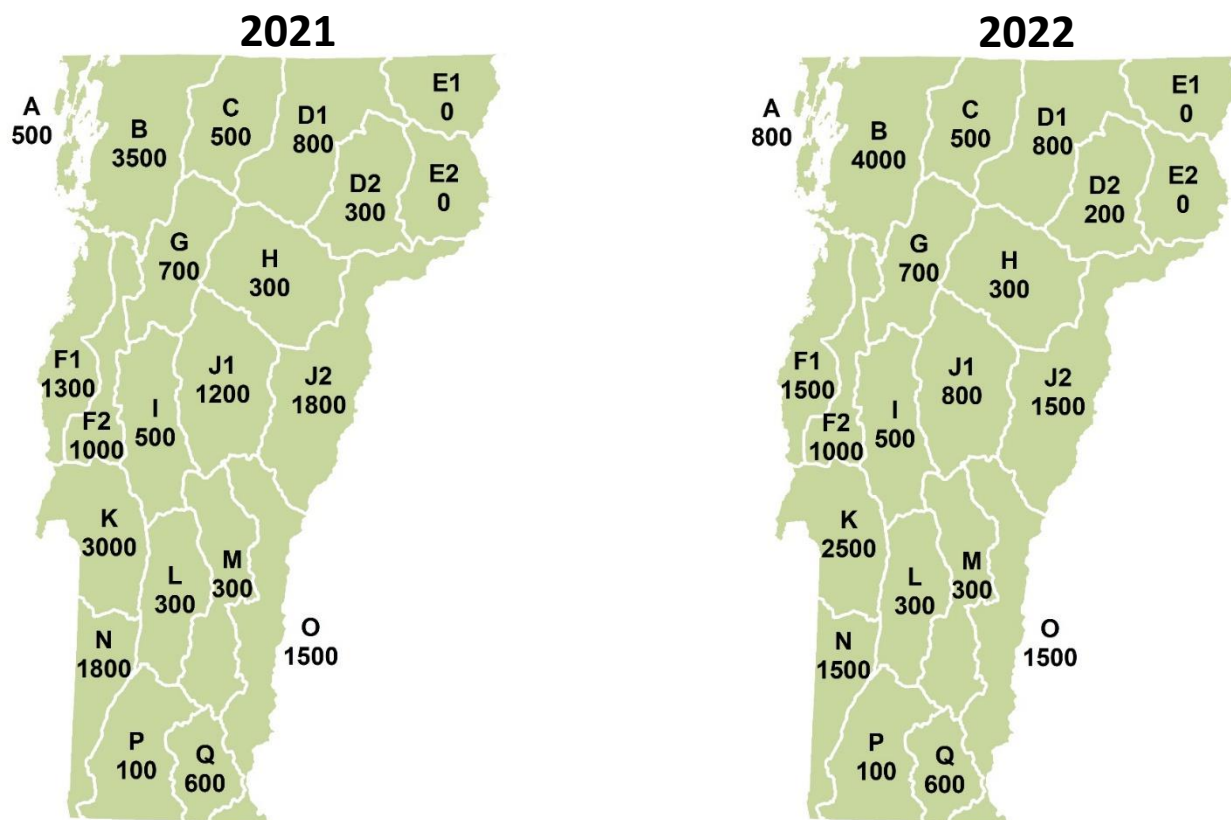 2021
A
500
B
3500
C
500
D1
800
E1
0
D2
300
E2
0
G
700
H
300
F1
1300
F2
1000
I
500
J1
1200
J2
1800
K
3000
L
300
M
300
N
1800
O
1500
P
100
Q
600
2022
A
800
B
4000
C
500
D1
800
E1
0
D2
200
E2
0
G
700
H
300
F1
1500
F2
1000
I
500
J1
800
J2
1500
K
2500
L
300
M
300
N
1500
O
1500
P
100
Q
600